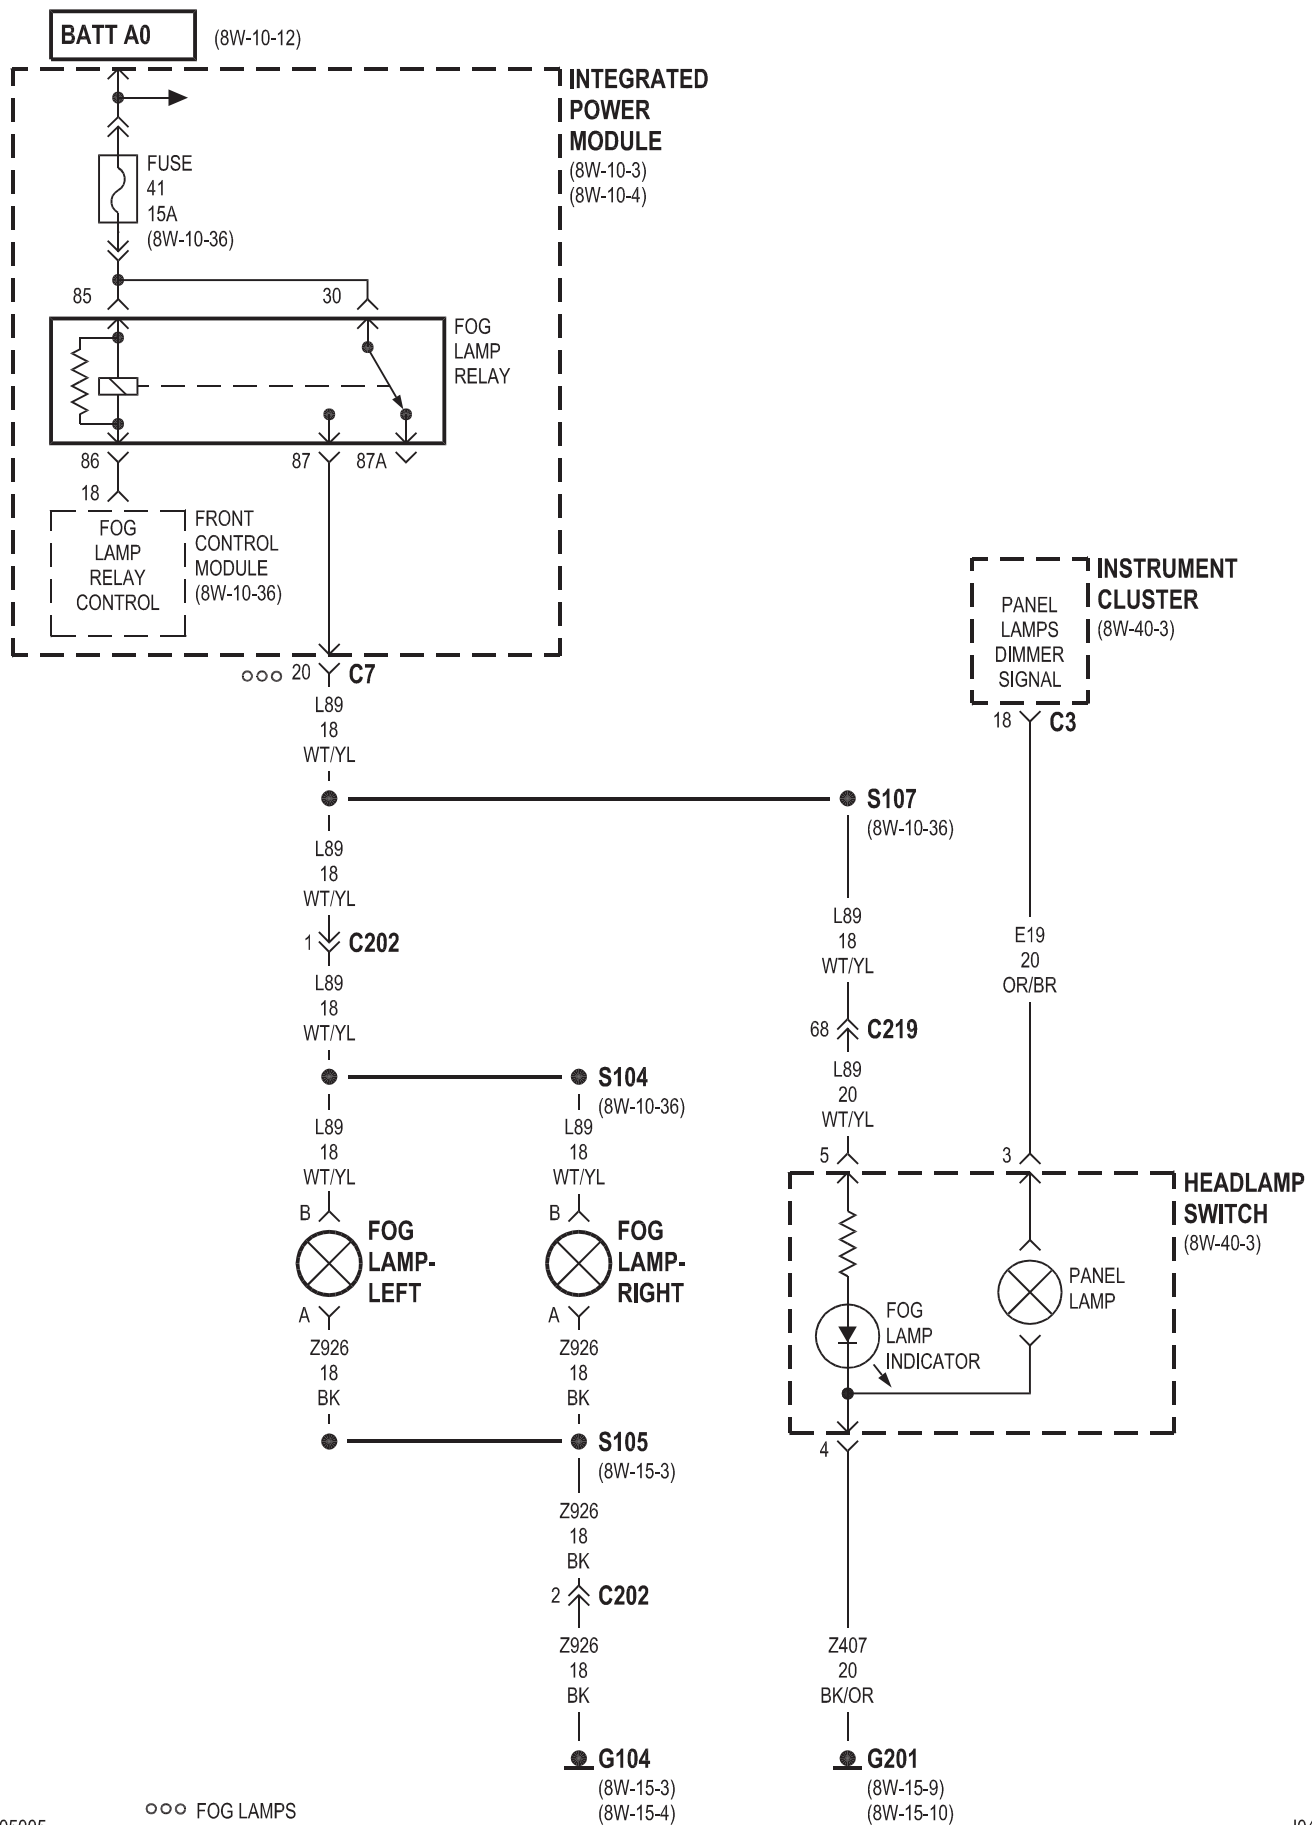 BATT A0
(8W-10-12)
INTEGRATED
POWER
MODULE
(8W-10-3)
(8W-10-4)
FUSE
41
15A
(8W-10-36)
85
30
FOG
LAMP
RELAY
86
87
87A
18
FOG
LAMP
RELAY
CONTROL
FRONT
CONTROL
MODULE
(8W-10-36)
20
C7
L89
18
WT/YL
INSTRUMENT
CLUSTER
(8W-40-3)
PANEL
LAMPS
DIMMER
SIGNAL
18
C3
S107
(8W-10-36)
L89
18
WT/YL
1
C202
L89
18
WT/YL
L89
18
WT/YL
E19
20
OR/BR
68
C219
L89
20
WT/YL
S104
(8W-10-36)
L89
18
WT/YL
L89
18
WT/YL
5
3
HEADLAMP
SWITCH
(8W-40-3)
B
FOG
LAMP-
LEFT
A
B
FOG
LAMP-
RIGHT
A
PANEL
LAMP
FOG
LAMP
INDICATOR
Z926
18
BK
Z926
18
BK
S105
(8W-15-3)
4
Z926
18
BK
2
C202
Z926
18
BK
Z407
20
BK/OR
G104
(8W-15-3)
(8W-15-4)
G201
(8W-15-9)
(8W-15-10)
FOG LAMPS